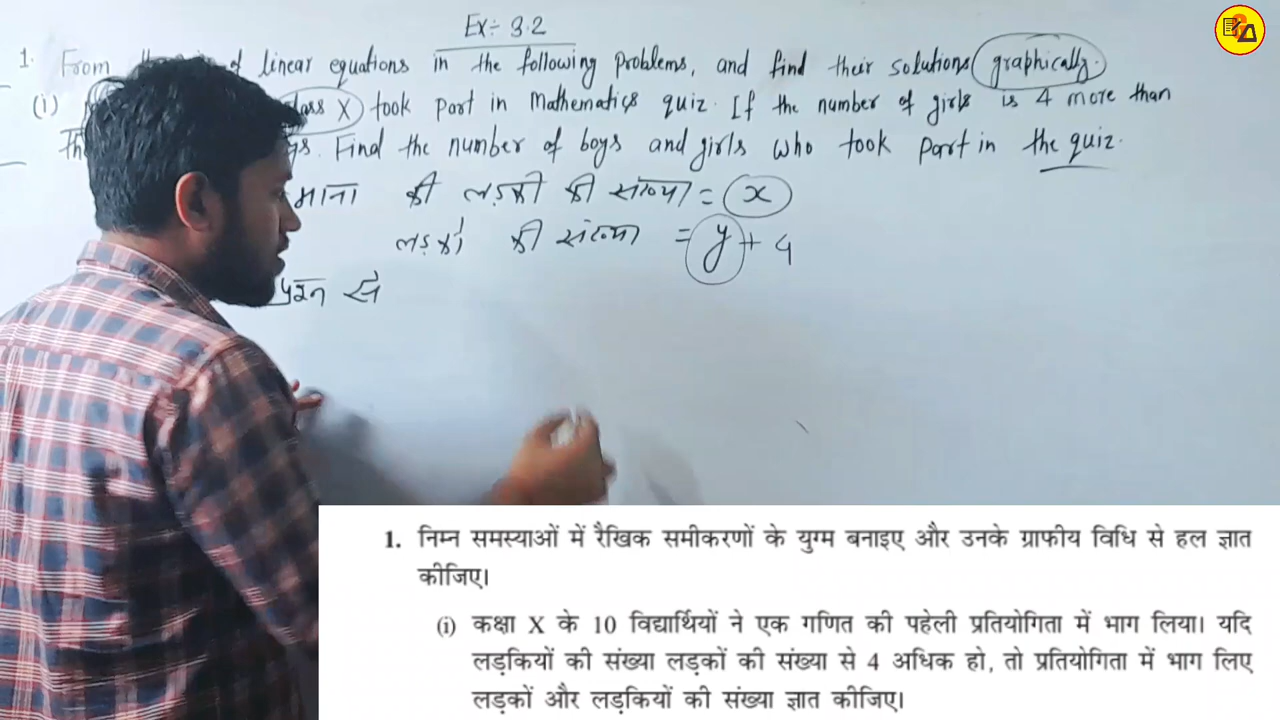 Ex÷ 3.2
1. From linear equations in the following problems, and find their solutions graphically.
(i) class X took part in Mathematics quiz. If the number of girls is 4 more than
Find the number of boys and girls who took part in the quiz.
माना की लड़की की संख्या = x
लड़कों की संख्या = y + 4
प्रश्न से
1. निम्न समस्याओं में रैखिक समीकरणों के युग्म बनाइए और उनके ग्राफीय विधि से हल ज्ञात
कीजिए।
(i) कक्षा X के 10 विद्यार्थियों ने एक गणित की पहेली प्रतियोगिता में भाग लिया। यदि
लड़कियों की संख्या लड़कों की संख्या से 4 अधिक हो, तो प्रतियोगिता में भाग लिए
लड़कों और लड़कियों की संख्या ज्ञात कीजिए।